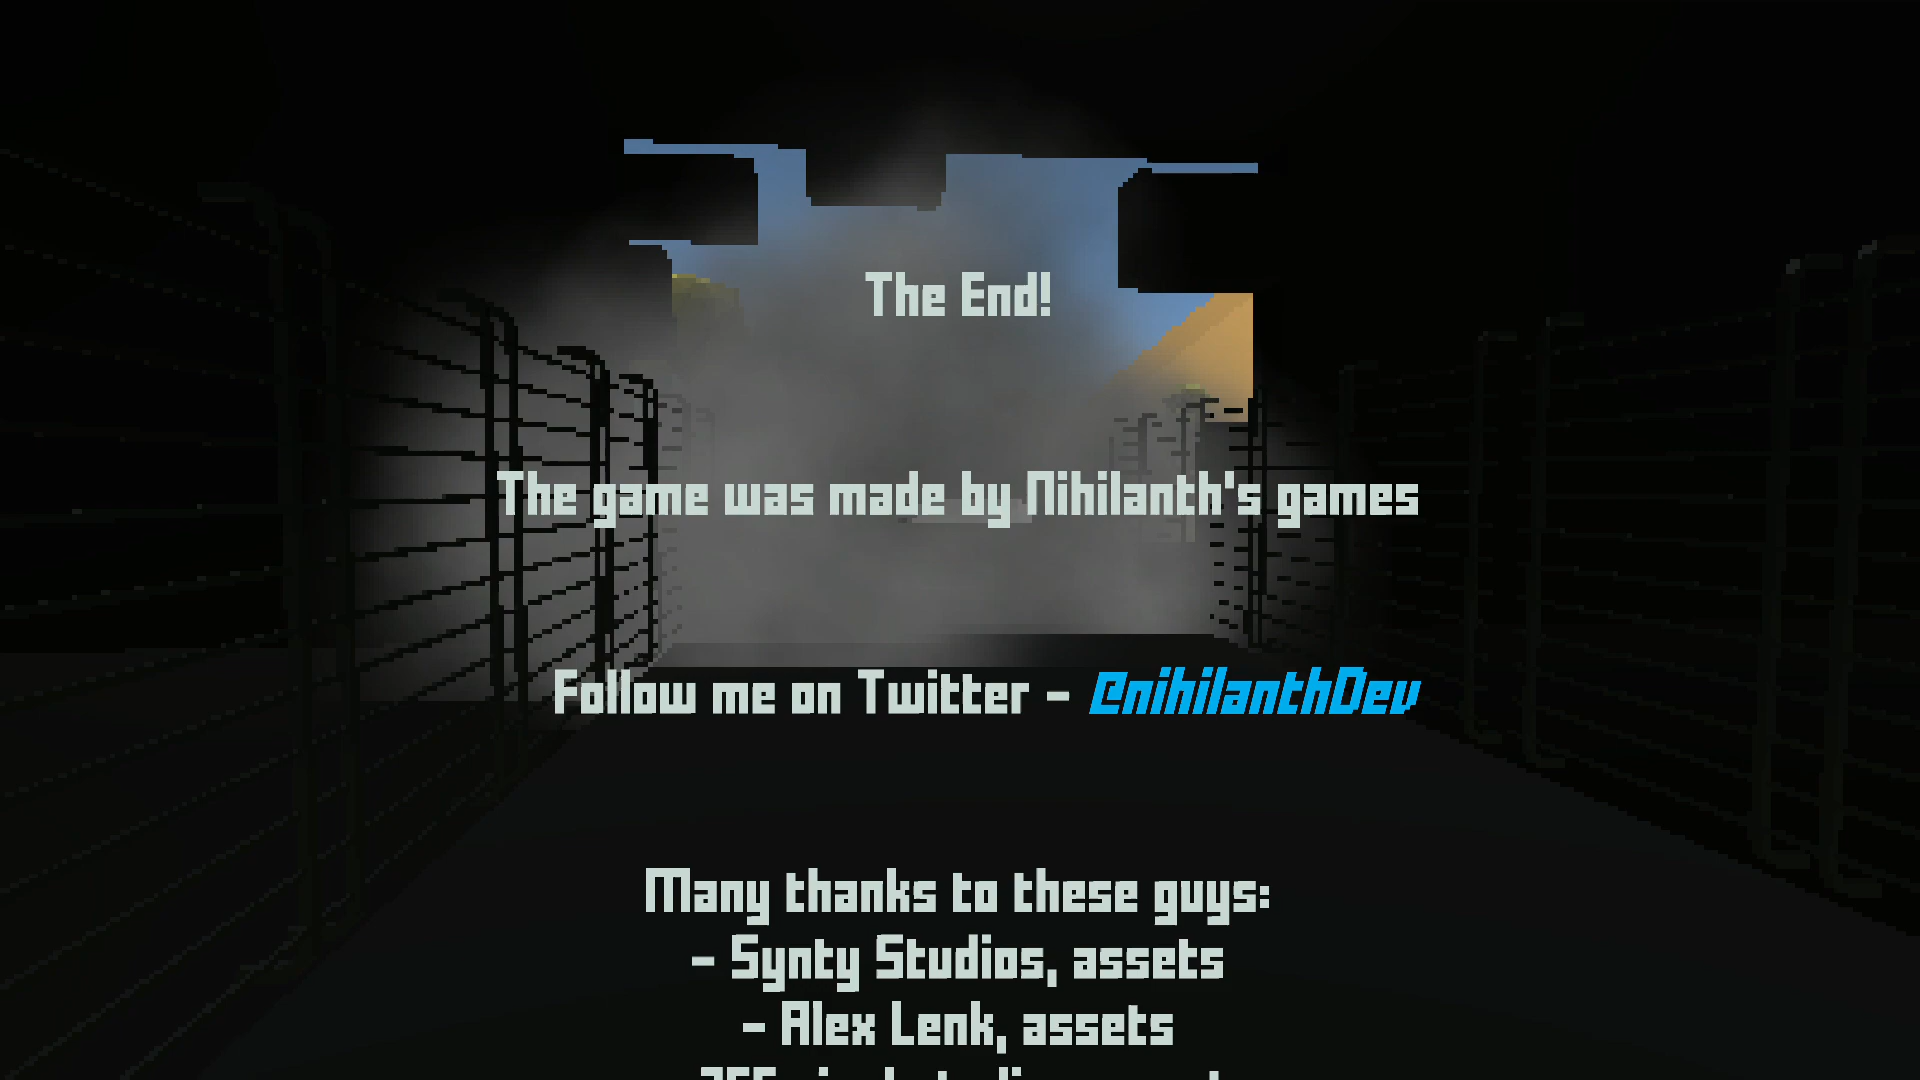 The End!
The game was made by Nihilanth's games
Follow me on Twitter - @nihilanthDev
Many thanks to these guys:
- Synty Studios, assets
- Alex Lenk, assets